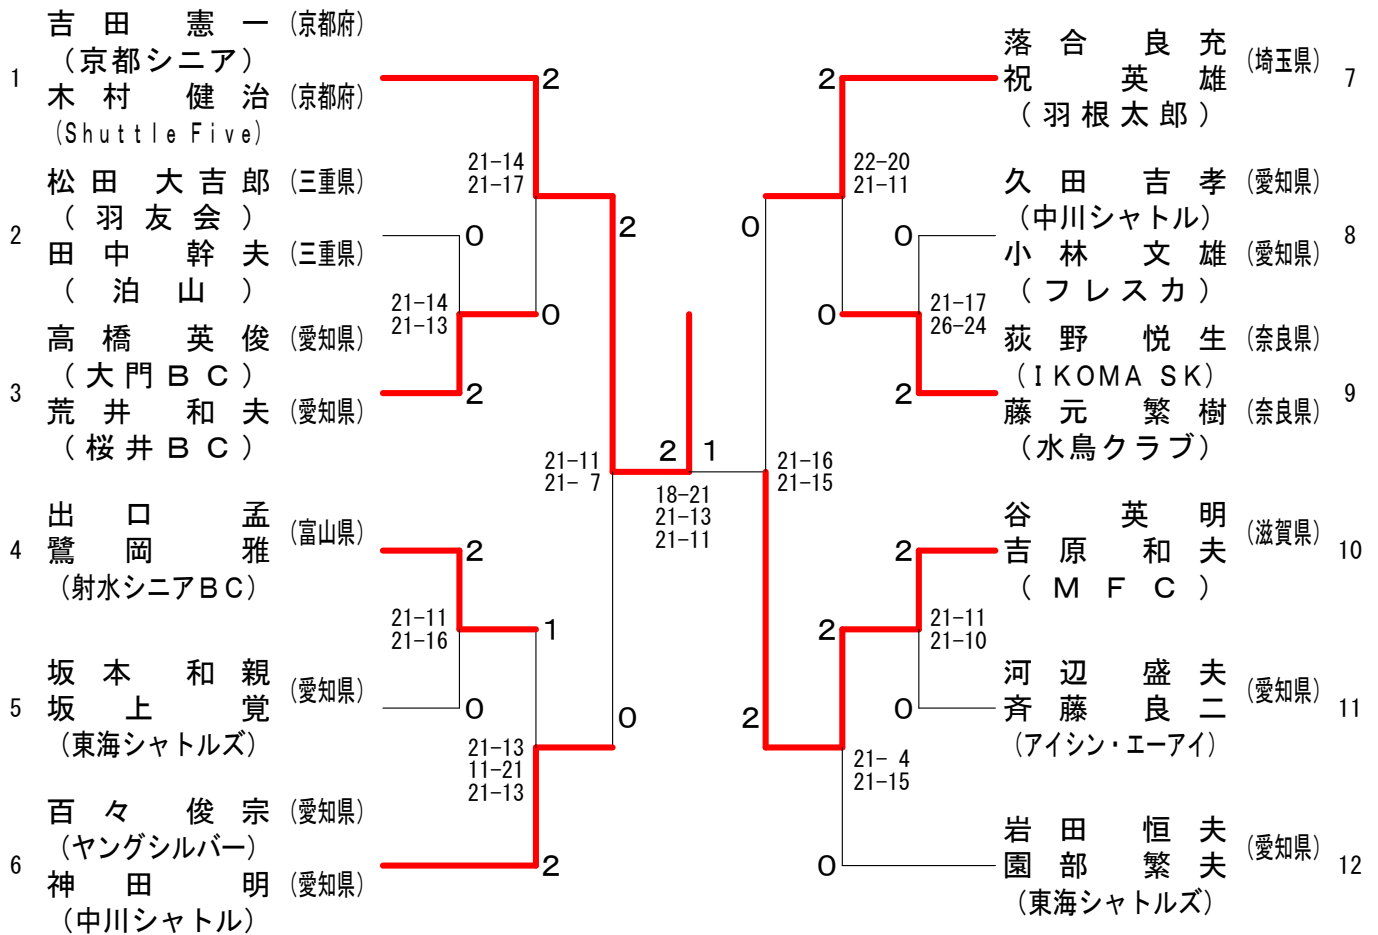 吉田 憲一 (京都府)
(京都シニア)
1
木村 健治 (京都府)
(Shuttle Five)
松田 大吉郎 (三重県)
(羽友会)
2
田中 幹夫 (三重県)
(泊山)
高橋 英俊 (愛知県)
(大門BC)
3
荒井 和夫 (愛知県)
(桜井BC)
出口 孟
鷺岡 雅
(富山県)
4
(射水シニアBC)
坂本 和親
坂上 覚
(愛知県)
5
(東海シャトルズ)
百々 俊宗 (愛知県)
(ヤングシルバー)
6
神田 明 (愛知県)
(中川シャトル)
2
21-14
21-17
0
21-14
21-13
0
2
2
21-11
21- 7
2
21-11
21-16
1
0
21-13
11-21
21-13
0
2
2 1
18-21
21-13
21-11
2
22-20
21-11
0
0
21-17
26-24
0
2
21-16
21-15
2
21-11
21-10
2
0
2
21- 4
21-15
0
落合 良充
祝 英雄
(埼玉県)
7
(羽根太郎)
久田 吉孝 (愛知県)
(中川シャトル)
8
小林 文雄 (愛知県)
(フレスカ)
荻野 悦生 (奈良県)
(IKOMA SK)
9
藤元 繁樹 (奈良県)
(水鳥クラブ)
谷 英明
吉原 和夫
(滋賀県)
10
(MFC)
河辺 盛夫
斉藤 良二
(愛知県)
11
(アイシン・エーアイ)
岩田 恒夫
園部 繁夫
(愛知県)
12
(東海シャトルズ)